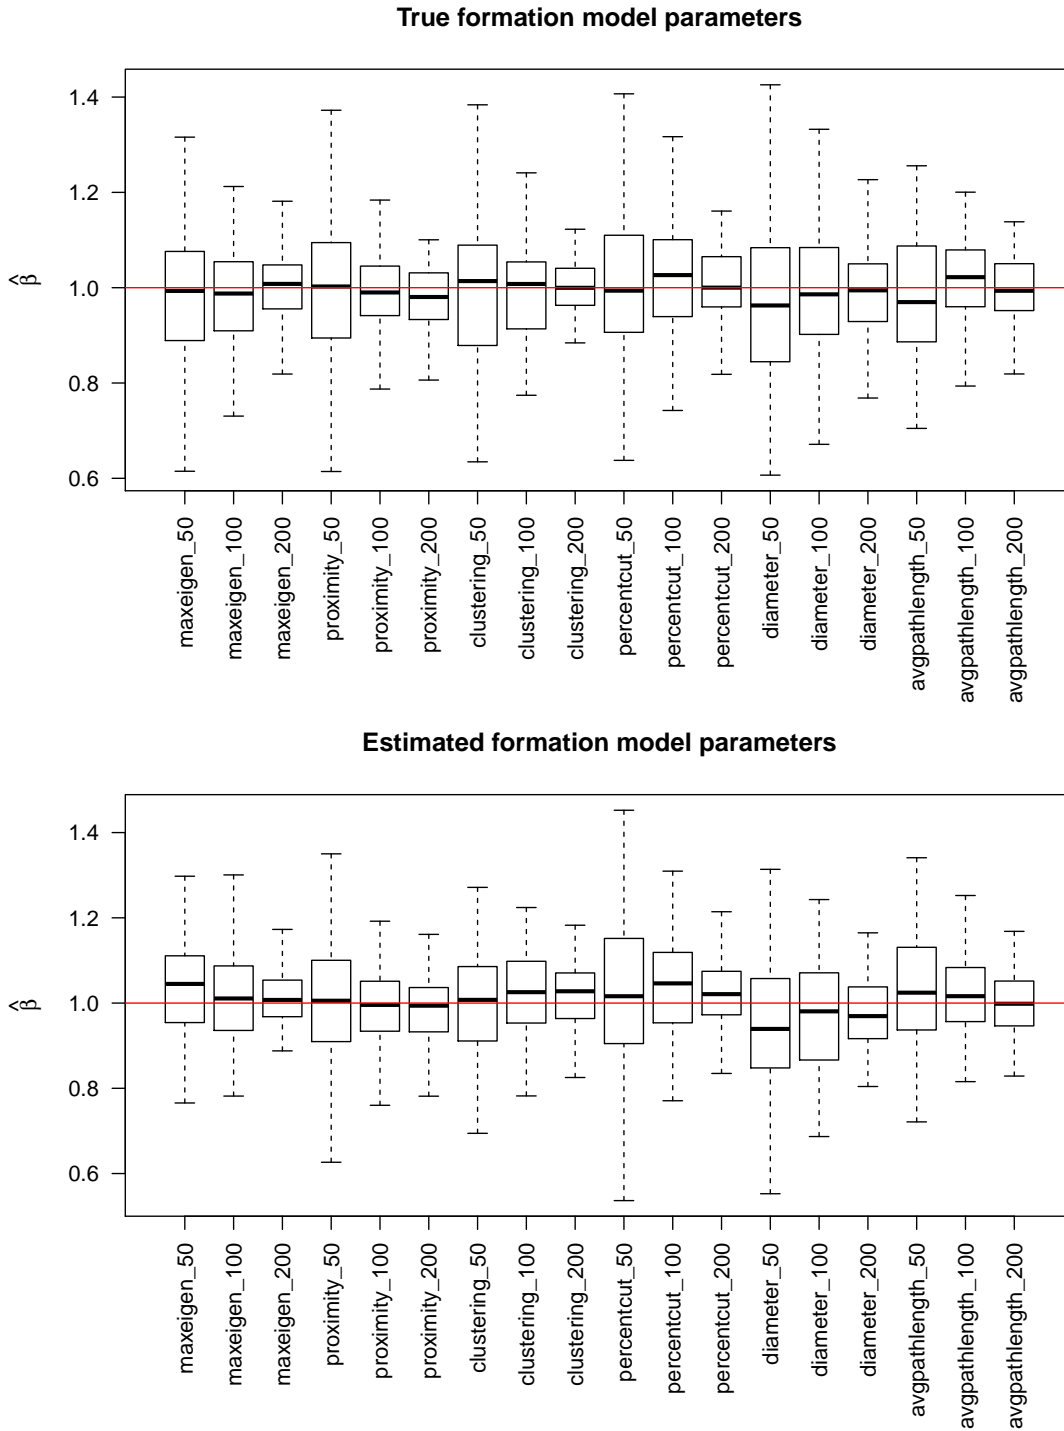 True formation model parameters
1.4
1.2
1.0
0.8
0.6
β̂
maxeigen_50
maxeigen_100
maxeigen_200
proximity_50
proximity_100
proximity_200
clustering_50
clustering_100
clustering_200
percentcut_50
percentcut_100
percentcut_200
diameter_50
diameter_100
diameter_200
avgpathlength_50
avgpathlength_100
avgpathlength_200
Estimated formation model parameters
1.4
1.2
1.0
0.8
0.6
β̂
maxeigen_50
maxeigen_100
maxeigen_200
proximity_50
proximity_100
proximity_200
clustering_50
clustering_100
clustering_200
percentcut_50
percentcut_100
percentcut_200
diameter_50
diameter_100
diameter_200
avgpathlength_50
avgpathlength_100
avgpathlength_200